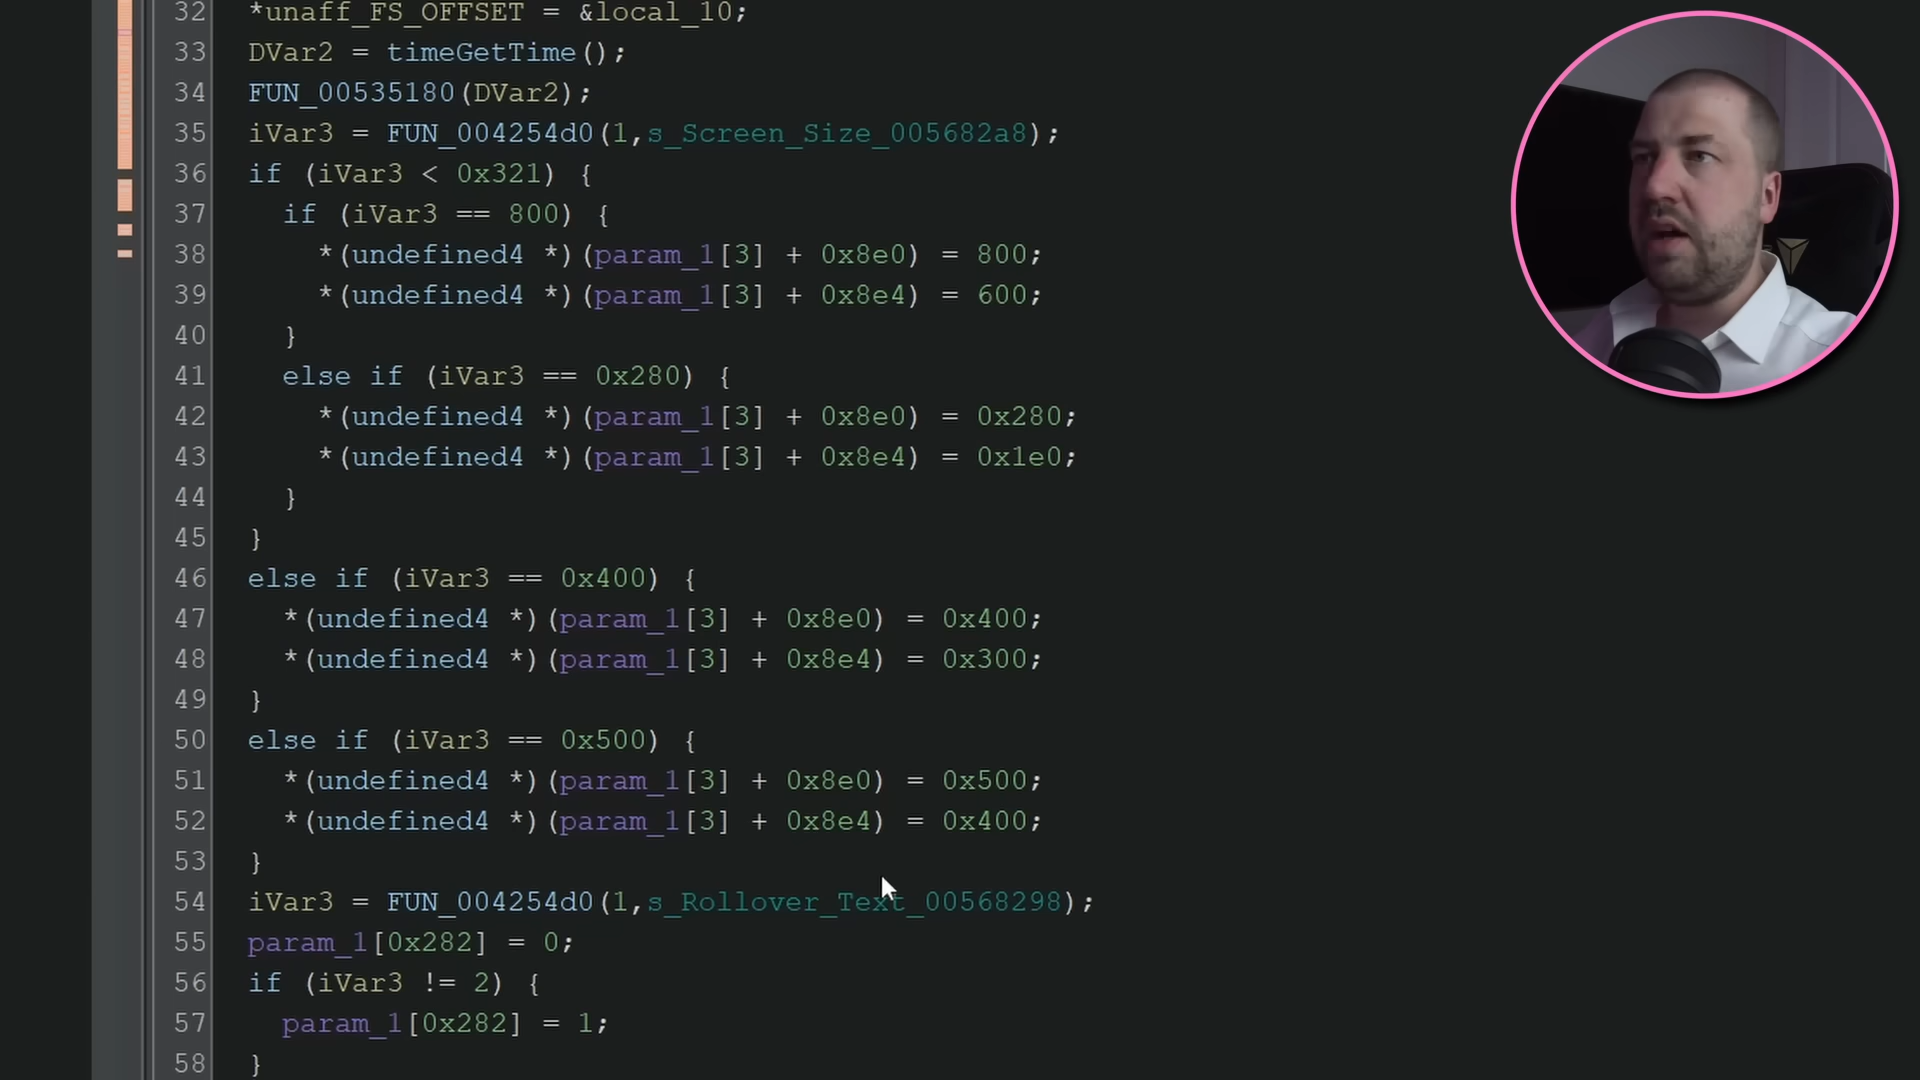 32 *unaff_FS_OFFSET = &local_10;
33 DVar2 = timeGetTime();
34 FUN_00535180(DVar2);
35 iVar3 = FUN_004254d0(1,s_Screen_Size_005682a8);
36 if (iVar3 < 0x321) {
37 if (iVar3 == 800) {
38 *(undefined4 *)(param_1[3] + 0x8e0) = 800;
39 *(undefined4 *)(param_1[3] + 0x8e4) = 600;
40 }
41 else if (iVar3 == 0x280) {
42 *(undefined4 *)(param_1[3] + 0x8e0) = 0x280;
43 *(undefined4 *)(param_1[3] + 0x8e4) = 0x1e0;
44 }
45 }
46 else if (iVar3 == 0x400) {
47 *(undefined4 *)(param_1[3] + 0x8e0) = 0x400;
48 *(undefined4 *)(param_1[3] + 0x8e4) = 0x300;
49 }
50 else if (iVar3 == 0x500) {
51 *(undefined4 *)(param_1[3] + 0x8e0) = 0x500;
52 *(undefined4 *)(param_1[3] + 0x8e4) = 0x400;
53 }
54 iVar3 = FUN_004254d0(1,s_Rollover_Text_00568298);
55 param_1[0x282] = 0;
56 if (iVar3 != 2) {
57 param_1[0x282] = 1;
58 }